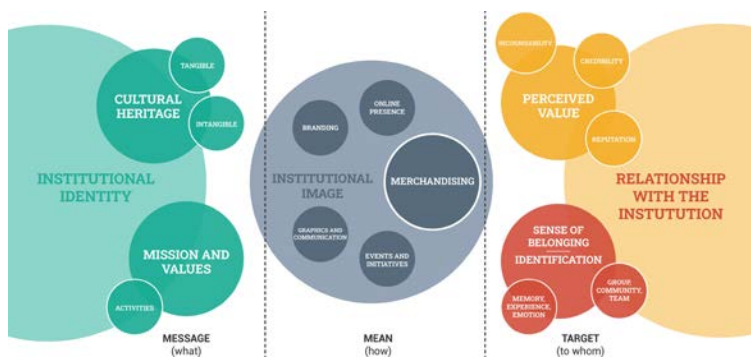 TANGIBLE
CULTURAL
HERITAGE
INTANGIBLE
INSTITUTIONAL
IDENTITY
MISSION AND
VALUES
ACTIVITIES
MESSAGE
(what)
ONLINE
PRESENCE
BRANDING
INSTITUTIONAL
IMAGE
MERCHANDISING
GRAPHICS AND
COMMUNICATION
EVENTS AND
INITIATIVES
MEAN
(how)
RECOGNISABILITY
CREDIBILITY
PERCEIVED
VALUE
REPUTATION
RELATIONSHIP
WITH THE
INSTUTUTION
SENSE OF
BELONGING
IDENTIFICATION
MEMORY,
EXPERIENCE,
EMOTION
GROUP,
COMMUNITY,
TEAM
TARGET
(to whom)